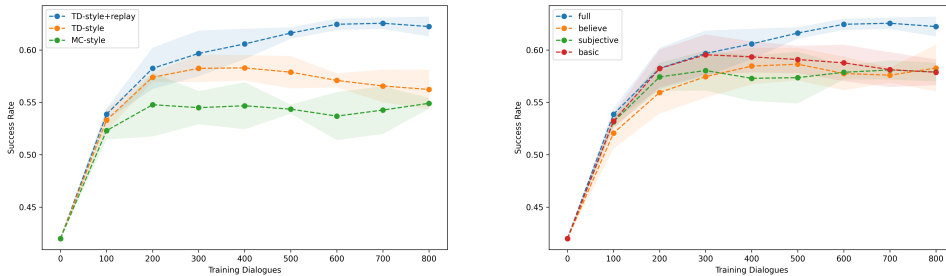 TD-style+replay
TD-style
MC-style
Success Rate
0.60
0.55
0.50
0.45
0 100 200 300 400 500 600 700 800
Training Dialogues
full
believe
subjective
basic
Success Rate
0.60
0.55
0.50
0.45
0 100 200 300 400 500 600 700 800
Training Dialogues